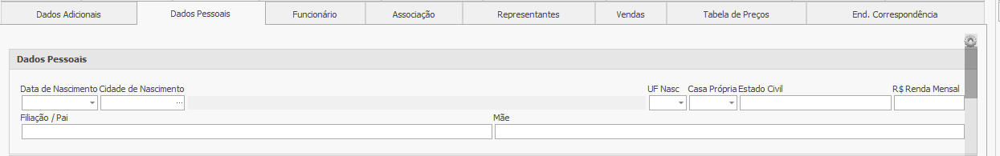 Dados Adicionais Dados Pessoais Funcionário Associação Representantes Vendas Tabela de Preços End. Correspondência
Dados Pessoais
Data de Nascimento Cidade de Nascimento UF Nasc Casa Própria Estado Civil R$ Renda Mensal
...
Filiação / Pai Mãe